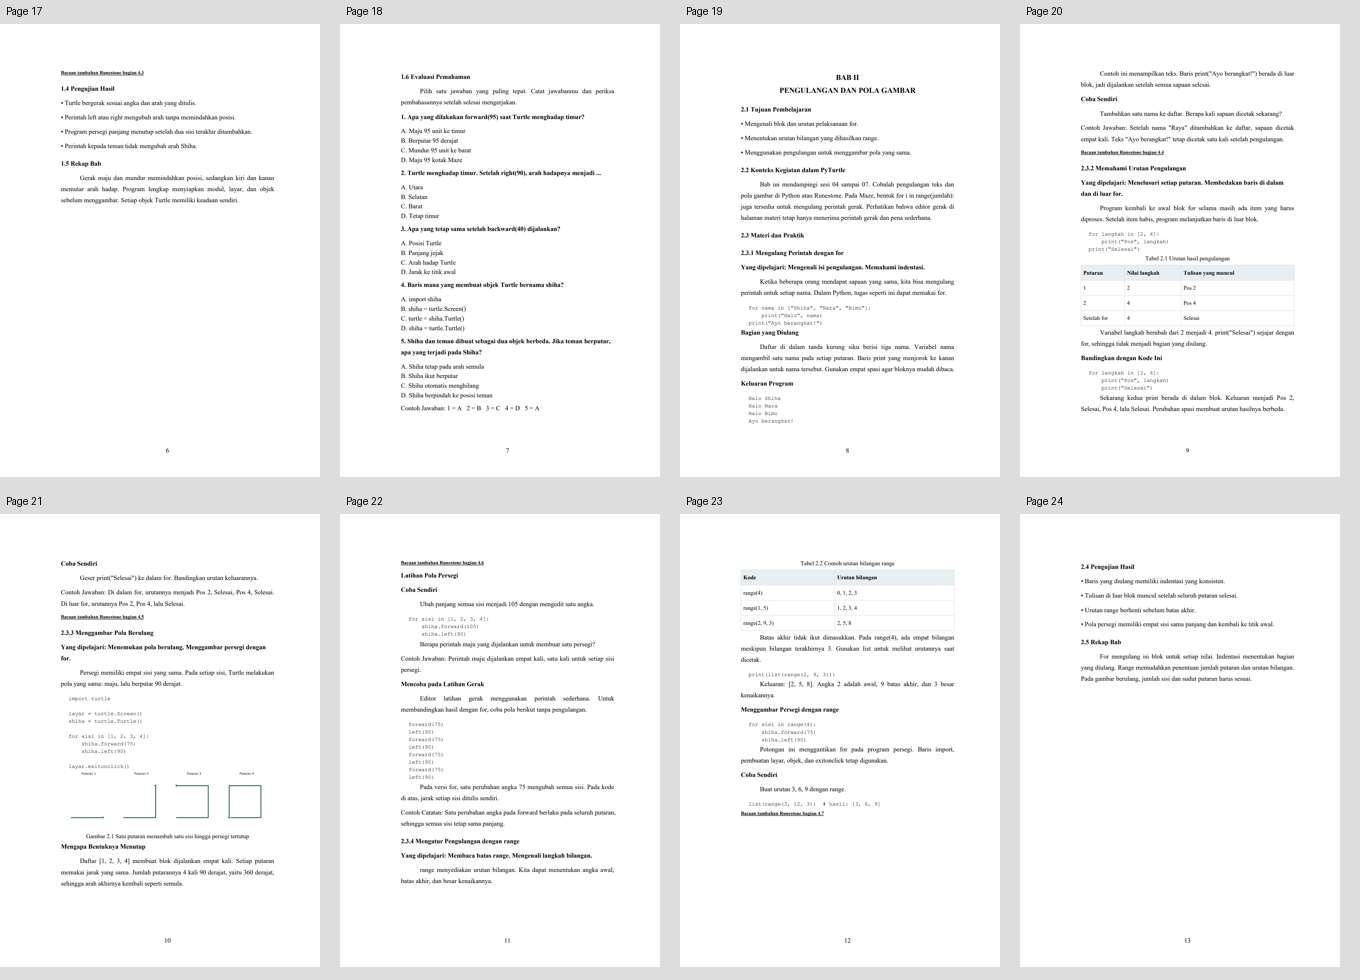 Page 17
Bacaan tambahan Runestone bagian 4.3
1.4 Pengujian Hasil
• Turtle bergerak sesuai angka dan arah yang ditulis.
• Perintah left atau right mengubah arah tanpa memindahkan posisi.
• Program persegi panjang menutup setelah dua sisi terakhir ditambahkan.
• Perintah kepada teman tidak mengubah arah Shiha.
1.5 Rekap Bab
Gerak maju dan mundur memindahkan posisi, sedangkan kiri dan kanan
memutar arah hadap. Program lengkap menyiapkan modul, layar, dan objek
sebelum menggambar. Setiap objek Turtle memiliki keadaan sendiri.
6
Page 18
1.6 Evaluasi Pemahaman
Pilih satu jawaban yang paling tepat. Catat jawabanmu dan periksa
pembahasannya setelah selesai mengerjakan.
1. Apa yang dilakukan forward(95) saat Turtle menghadap timur?
A. Maju 95 unit ke timur
B. Berputar 95 derajat
C. Mundur 95 unit ke barat
D. Maju 95 kotak Maze
2. Turtle menghadap timur. Setelah right(90), arah hadapnya menjadi ...
A. Utara
B. Selatan
C. Barat
D. Tetap timur
3. Apa yang tetap sama setelah backward(40) dijalankan?
A. Posisi Turtle
B. Panjang jejak
C. Arah hadap Turtle
D. Jarak ke titik awal
4. Baris mana yang membuat objek Turtle bernama shiha?
A. import shiha
B. shiha = turtle.Screen()
C. turtle = shiha.Turtle()
D. shiha = turtle.Turtle()
5. Shiha dan teman dibuat sebagai dua objek berbeda. Jika teman berputar,
apa yang terjadi pada Shiha?
A. Shiha tetap pada arah semula
B. Shiha ikut berputar
C. Shiha otomatis menghilang
D. Shiha berpindah ke posisi teman
Contoh Jawaban: 1 = A 2 = B 3 = C 4 = D 5 = A
7
Page 19
BAB II
PENGULANGAN DAN POLA GAMBAR
2.1 Tujuan Pembelajaran
• Mengenali blok dan urutan pelaksanaan for.
• Menentukan urutan bilangan yang dihasilkan range.
• Menggunakan pengulangan untuk menggambar pola yang sama.
2.2 Konteks Kegiatan dalam PyTurtle
Bab ini mendampingi sesi 04 sampai 07. Cobalah pengulangan teks dan
pola gambar di Python atau Runestone. Pada Maze, bentuk for i in range(jumlah):
juga tersedia untuk mengulang perintah gerak. Perhatikan bahwa editor gerak di
halaman materi tetap hanya menerima perintah gerak dan pena sederhana.
2.3 Materi dan Praktik
2.3.1 Mengulang Perintah dengan for
Yang dipelajari: Mengenali isi pengulangan. Memahami indentasi.
Ketika beberapa orang mendapat sapaan yang sama, kita bisa mengulang
perintah untuk setiap nama. Dalam Python, tugas seperti ini dapat memakai for.
for nama in ["Shiha", "Nara", "Bimo"]:
print("Halo", nama)
print("Ayo berangkat!")
Bagian yang Diulang
Daftar di dalam tanda kurung siku berisi tiga nama. Variabel nama
mengambil satu nama pada setiap putaran. Baris print yang menjorok ke kanan
dijalankan untuk nama tersebut. Gunakan empat spasi agar bloknya mudah dibaca.
Keluaran Program
Halo Shiha
Halo Nara
Halo Bimo
Ayo berangkat!
8
Page 20
Contoh ini menampilkan teks. Baris print("Ayo berangkat!") berada di luar
blok, jadi dijalankan setelah semua sapaan selesai.
Coba Sendiri
Tambahkan satu nama ke daftar. Berapa kali sapaan dicetak sekarang?
Contoh Jawaban: Setelah nama "Raya" ditambahkan ke daftar, sapaan dicetak
empat kali. Teks "Ayo berangkat!" tetap dicetak satu kali setelah pengulangan.
Bacaan tambahan Runestone bagian 4.4
2.3.2 Memahami Urutan Pengulangan
Yang dipelajari: Menelusuri setiap putaran. Membedakan baris di dalam
dan di luar for.
Program kembali ke awal blok for selama masih ada item yang harus
diproses. Setelah item habis, program melanjutkan baris di luar blok.
for langkah in [2, 4]:
print("Pos", langkah)
print("Selesai")
Tabel 2.1 Urutan hasil pengulangan
Putaran Nilai langkah Tulisan yang muncul
1 2 Pos 2
2 4 Pos 4
Setelah for 4 Selesai
Variabel langkah berubah dari 2 menjadi 4. print("Selesai") sejajar dengan
for, sehingga tidak menjadi bagian yang diulang.
Bandingkan dengan Kode Ini
for langkah in [2, 4]:
print("Pos", langkah)
print("Selesai")
Sekarang kedua print berada di dalam blok. Keluaran menjadi Pos 2,
Selesai, Pos 4, lalu Selesai. Perubahan spasi membuat urutan hasilnya berbeda.
9
Page 21
Coba Sendiri
Geser print("Selesai") ke dalam for. Bandingkan urutan keluarannya.
Contoh Jawaban: Di dalam for, urutannya menjadi Pos 2, Selesai, Pos 4, Selesai.
Di luar for, urutannya Pos 2, Pos 4, lalu Selesai.
Bacaan tambahan Runestone bagian 4.5
2.3.3 Menggambar Pola Berulang
Yang dipelajari: Menemukan pola berulang. Menggambar persegi dengan
for.
Persegi memiliki empat sisi yang sama. Pada setiap sisi, Turtle melakukan
pola yang sama: maju, lalu berputar 90 derajat.
import turtle
layar = turtle.Screen()
shiha = turtle.Turtle()
for sisi in [1, 2, 3, 4]:
shiha.forward(75)
shiha.left(90)
layar.exitonclick()
Putaran 1 Putaran 2 Putaran 3 Putaran 4
Gambar 2.1 Satu putaran menambah satu sisi hingga persegi tertutup
Mengapa Bentuknya Menutup
Daftar [1, 2, 3, 4] membuat blok dijalankan empat kali. Setiap putaran
memakai jarak yang sama. Jumlah putarannya 4 kali 90 derajat, yaitu 360 derajat,
sehingga arah akhirnya kembali seperti semula.
10
Page 22
Bacaan tambahan Runestone bagian 4.6
Latihan Pola Persegi
Coba Sendiri
Ubah panjang semua sisi menjadi 105 dengan mengedit satu angka.
for sisi in [1, 2, 3, 4]:
shiha.forward(105)
shiha.left(90)
Berapa perintah maju yang dijalankan untuk membuat satu persegi?
Contoh Jawaban: Perintah maju dijalankan empat kali, satu kali untuk setiap sisi
persegi.
Mencoba pada Latihan Gerak
Editor latihan gerak menggunakan perintah sederhana. Untuk
membandingkan hasil dengan for, coba pola berikut tanpa pengulangan.
forward(75)
left(90)
forward(75)
left(90)
forward(75)
left(90)
forward(75)
left(90)
Pada versi for, satu perubahan angka 75 mengubah semua sisi. Pada kode
di atas, jarak setiap sisi ditulis sendiri.
Contoh Catatan: Satu perubahan angka pada forward berlaku pada seluruh putaran,
sehingga semua sisi tetap sama panjang.
2.3.4 Mengatur Pengulangan dengan range
Yang dipelajari: Membaca batas range. Mengenali langkah bilangan.
range menyediakan urutan bilangan. Kita dapat menentukan angka awal,
batas akhir, dan besar kenaikannya.
11
Page 23
Tabel 2.2 Contoh urutan bilangan range
Kode Urutan bilangan
range(4) 0, 1, 2, 3
range(1, 5) 1, 2, 3, 4
range(2, 9, 3) 2, 5, 8
Batas akhir tidak ikut dimasukkan. Pada range(4), ada empat bilangan
meskipun bilangan terakhirnya 3. Gunakan list untuk melihat urutannya saat
dicetak.
print(list(range(2, 9, 3)))
Keluaran: [2, 5, 8]. Angka 2 adalah awal, 9 batas akhir, dan 3 besar
kenaikannya.
Menggambar Persegi dengan range
for sisi in range(4):
shiha.forward(75)
shiha.left(90)
Potongan ini menggantikan for pada program persegi. Baris import,
pembuatan layar, objek, dan exitonclick tetap digunakan.
Coba Sendiri
Buat urutan 3, 6, 9 dengan range.
list(range(3, 12, 3)) # hasil: [3, 6, 9]
Bacaan tambahan Runestone bagian 4.7
12
Page 24
2.4 Pengujian Hasil
• Baris yang diulang memiliki indentasi yang konsisten.
• Tulisan di luar blok muncul setelah seluruh putaran selesai.
• Urutan range berhenti sebelum batas akhir.
• Pola persegi memiliki empat sisi sama panjang dan kembali ke titik awal.
2.5 Rekap Bab
For mengulang isi blok untuk setiap nilai. Indentasi menentukan bagian
yang diulang. Range memudahkan penentuan jumlah putaran dan urutan bilangan.
Pada gambar berulang, jumlah sisi dan sudut putaran harus sesuai.
13